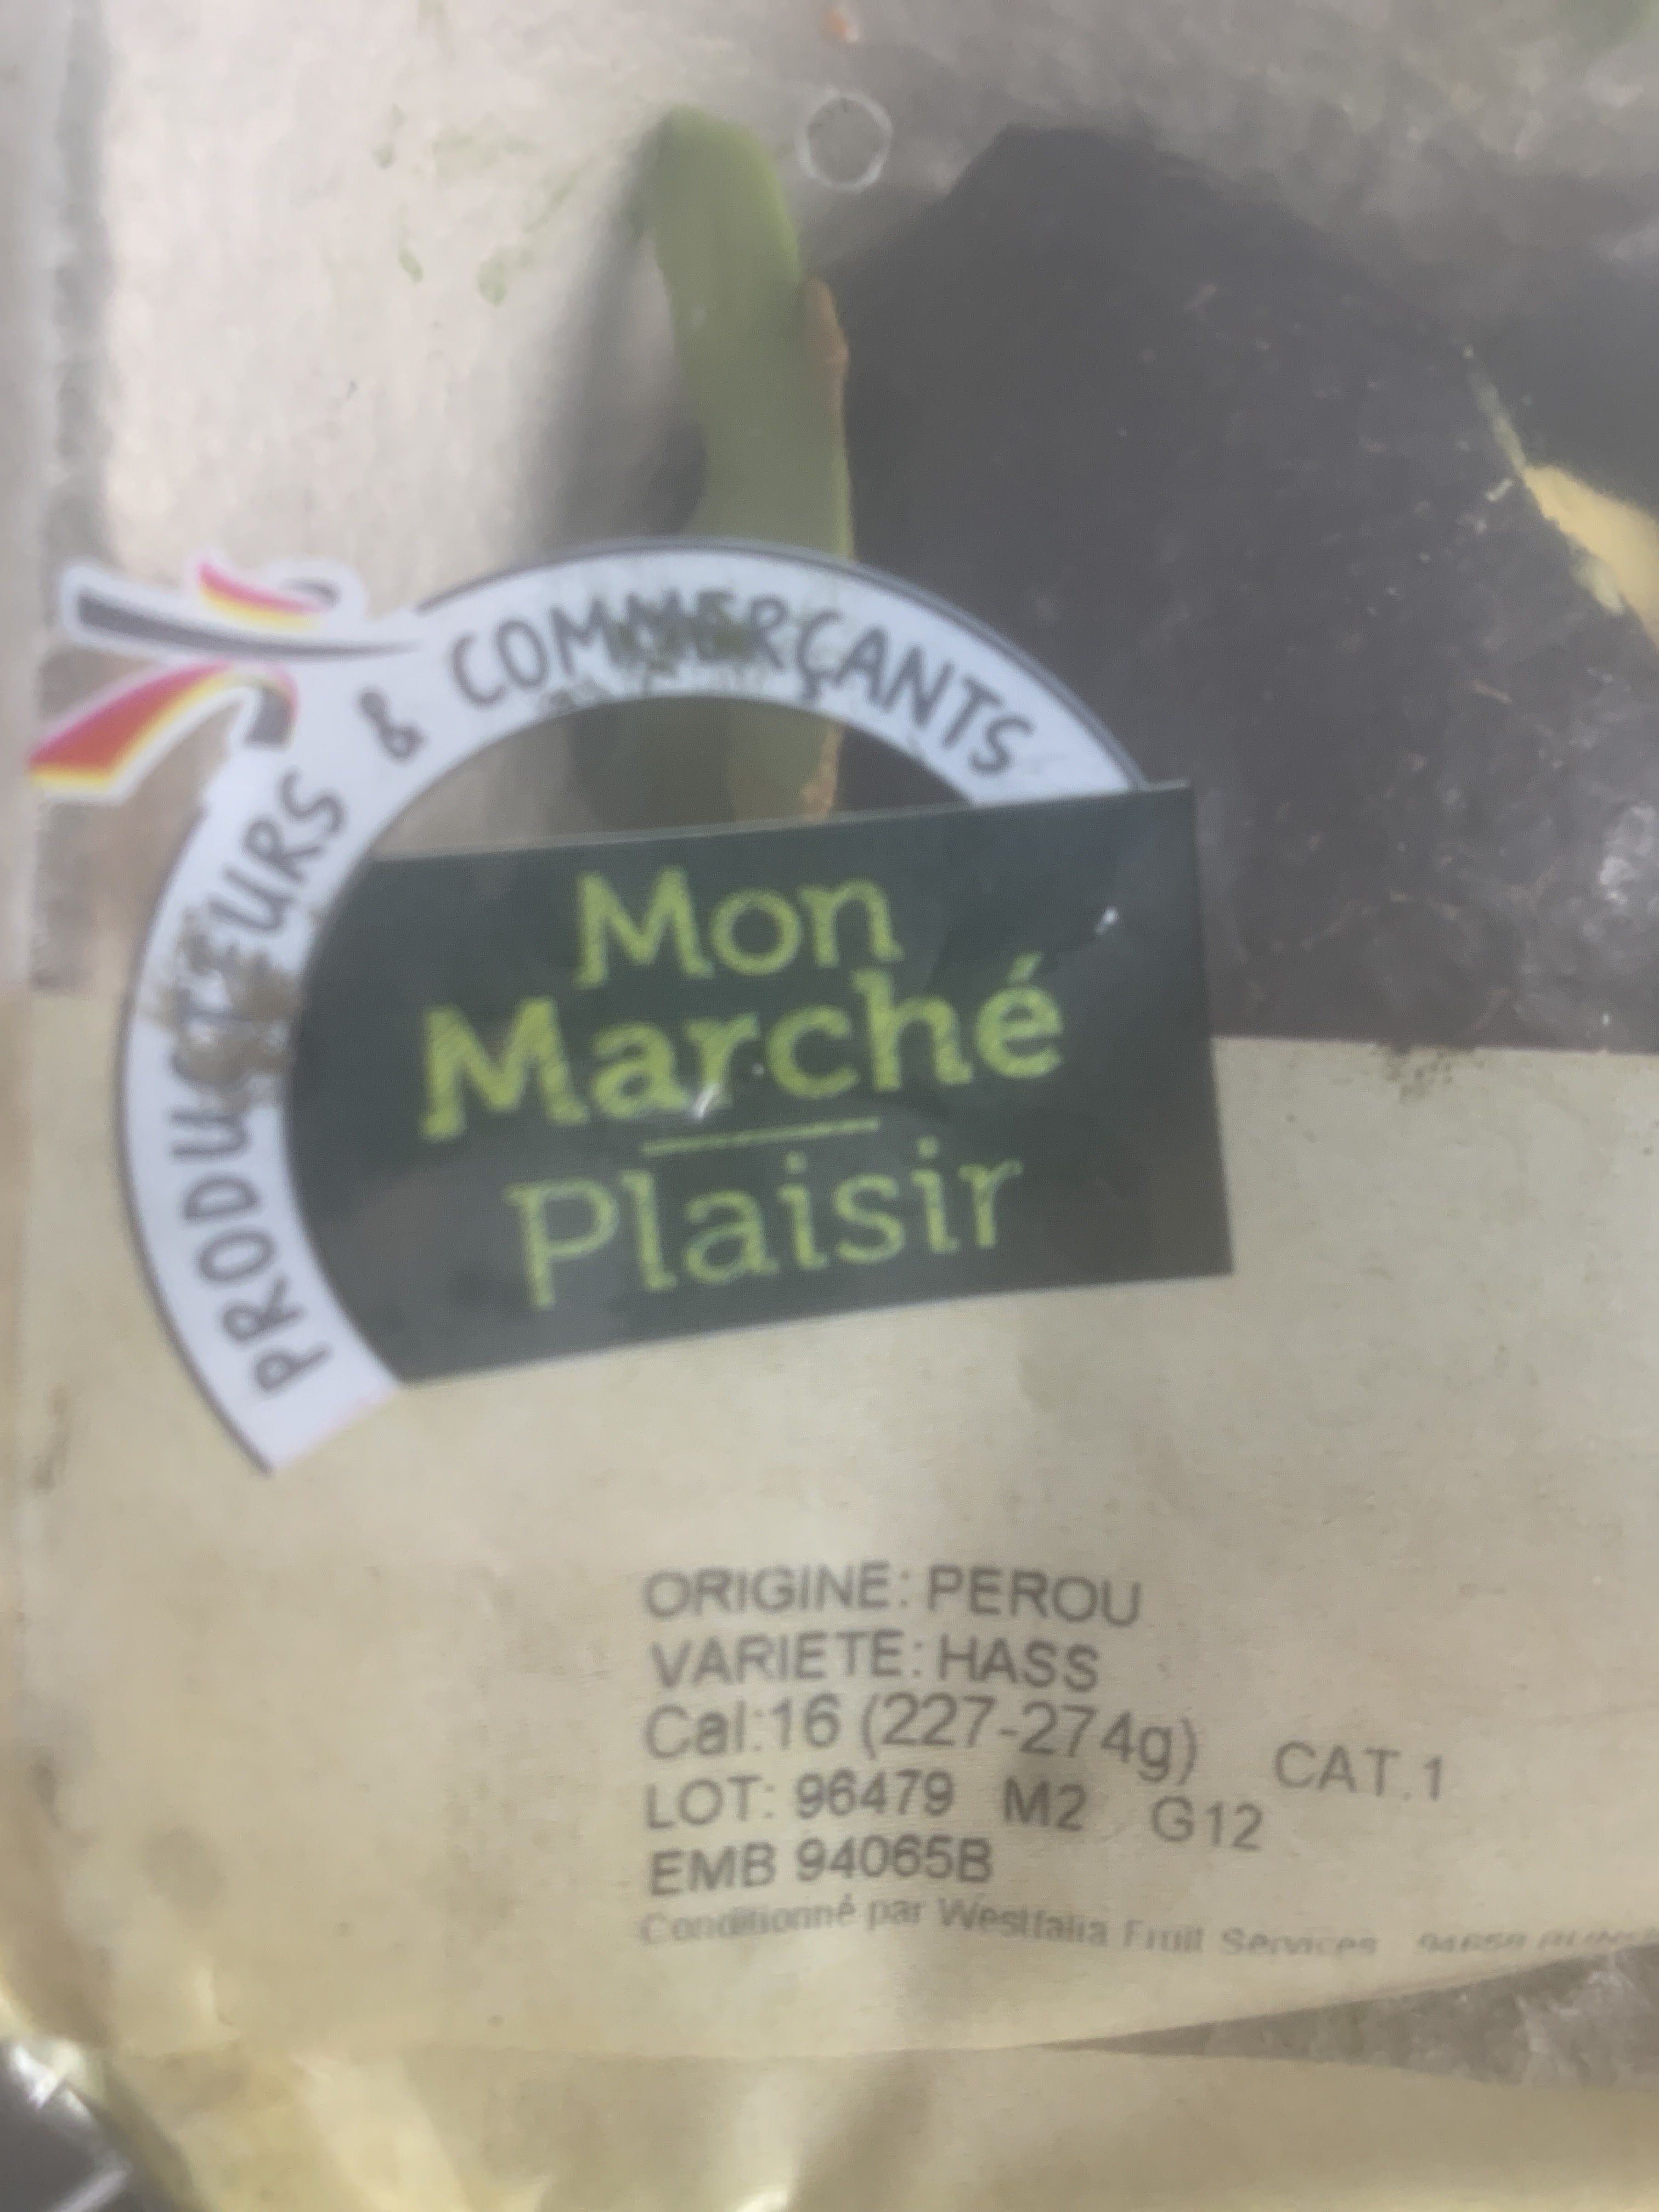 PRODUCTEURS & COMMERÇANTS
Mon
Marché
Plaisir
ORIGINE: PEROU
VARIETE: HASS
Cal:16 (227-274g) CAT.1
LOT: 96479 M2 G12
EMB 94065B
Conditionné par Westfalia Fruit Services